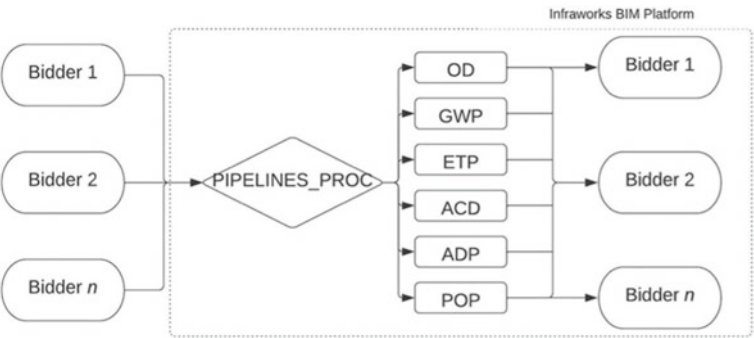 Infraworks BIM Platform
Bidder 1
Bidder 2
Bidder n
PIPELINES_PROC
OD
GWP
ETP
ACD
ADP
POP
Bidder 1
Bidder 2
Bidder n